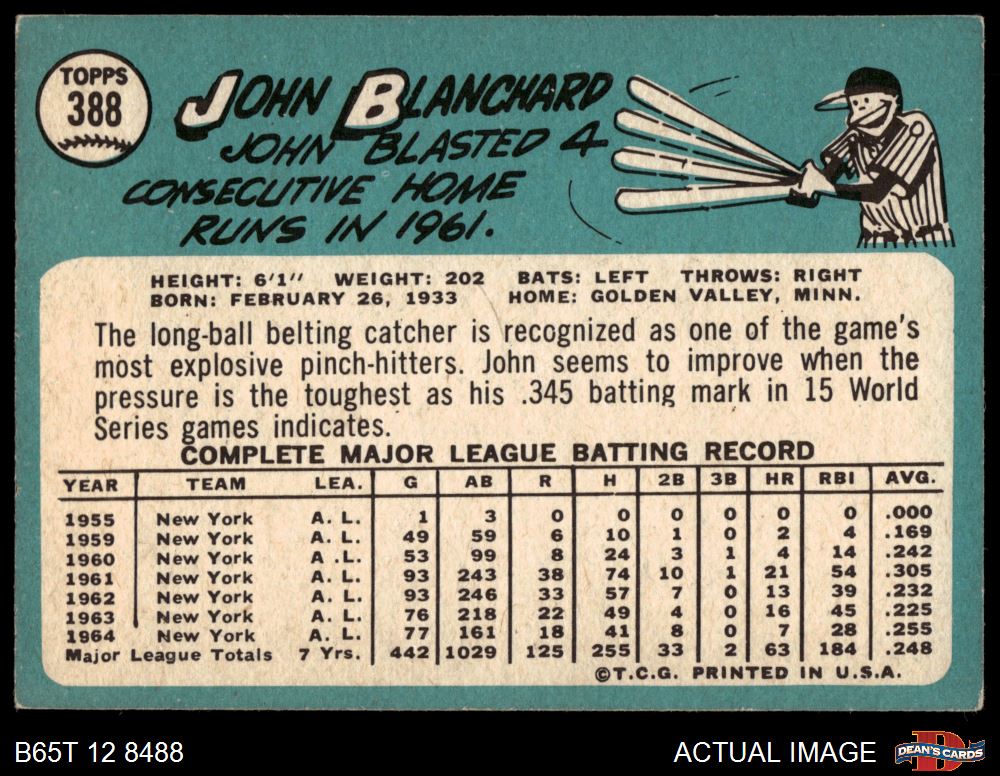 TOPPS
388
JOHN BLANCHARD
JOHN BLASTED 4
CONSECUTIVE HOME
RUNS IN 1961.
HEIGHT: 6'1" WEIGHT: 202 BATS: LEFT THROWS: RIGHT
BORN: FEBRUARY 26, 1933 HOME: GOLDEN VALLEY, MINN.
The long-ball belting catcher is recognized as one of the game's
most explosive pinch-hitters. John seems to improve when the
pressure is the toughest as his .345 batting mark in 15 World
Series games indicates.
COMPLETE MAJOR LEAGUE BATTING RECORD
YEAR TEAM LEA. G AB R H 2B 3B HR RBI AVG.
1955 New York A. L. 1 3 0 0 0 0 0 0 .000
1959 New York A. L. 49 59 6 10 1 0 2 4 .169
1960 New York A .L. 53 99 8 24 3 1 4 14 .242
1961 New York A. L. 93 243 38 74 10 1 21 54 .305
1962 New York A. L. 93 246 33 57 7 0 13 39 .232
1963 New York A. L. 76 218 22 49 4 0 16 45 .225
1964 New York A. L. 77 161 18 41 8 0 7 28 .255
Major League Totals 7 Yrs. 442 1029 125 255 33 2 63 184 .248
©T.C.G. PRINTED IN U.S.A.
B65T 12 8488 ACTUAL IMAGE DEAN'S CARDS